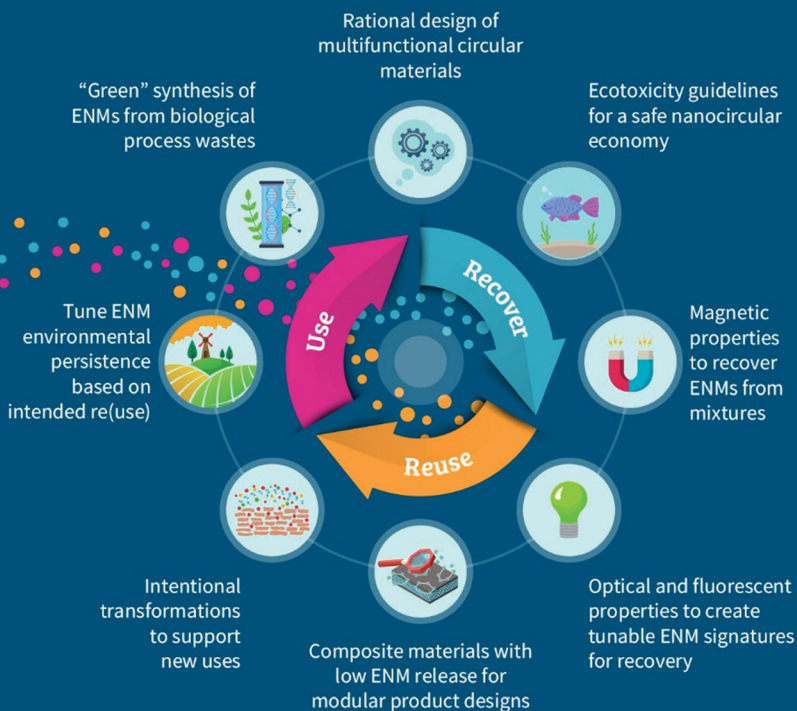 Rational design of
multifunctional circular
materials
“Green” synthesis of
ENMs from biological
process wastes
Ecotoxicity guidelines
for a safe nanocircular
economy
Use
Recover
Reuse
Tune ENM
environmental
persistence
based on
intended re(use)
Magnetic
properties
to recover
ENMs from
mixtures
Intentional
transformations
to support
new uses
Composite materials with
low ENM release for
modular product designs
Optical and fluorescent
properties to create
tunable ENM signatures
for recovery